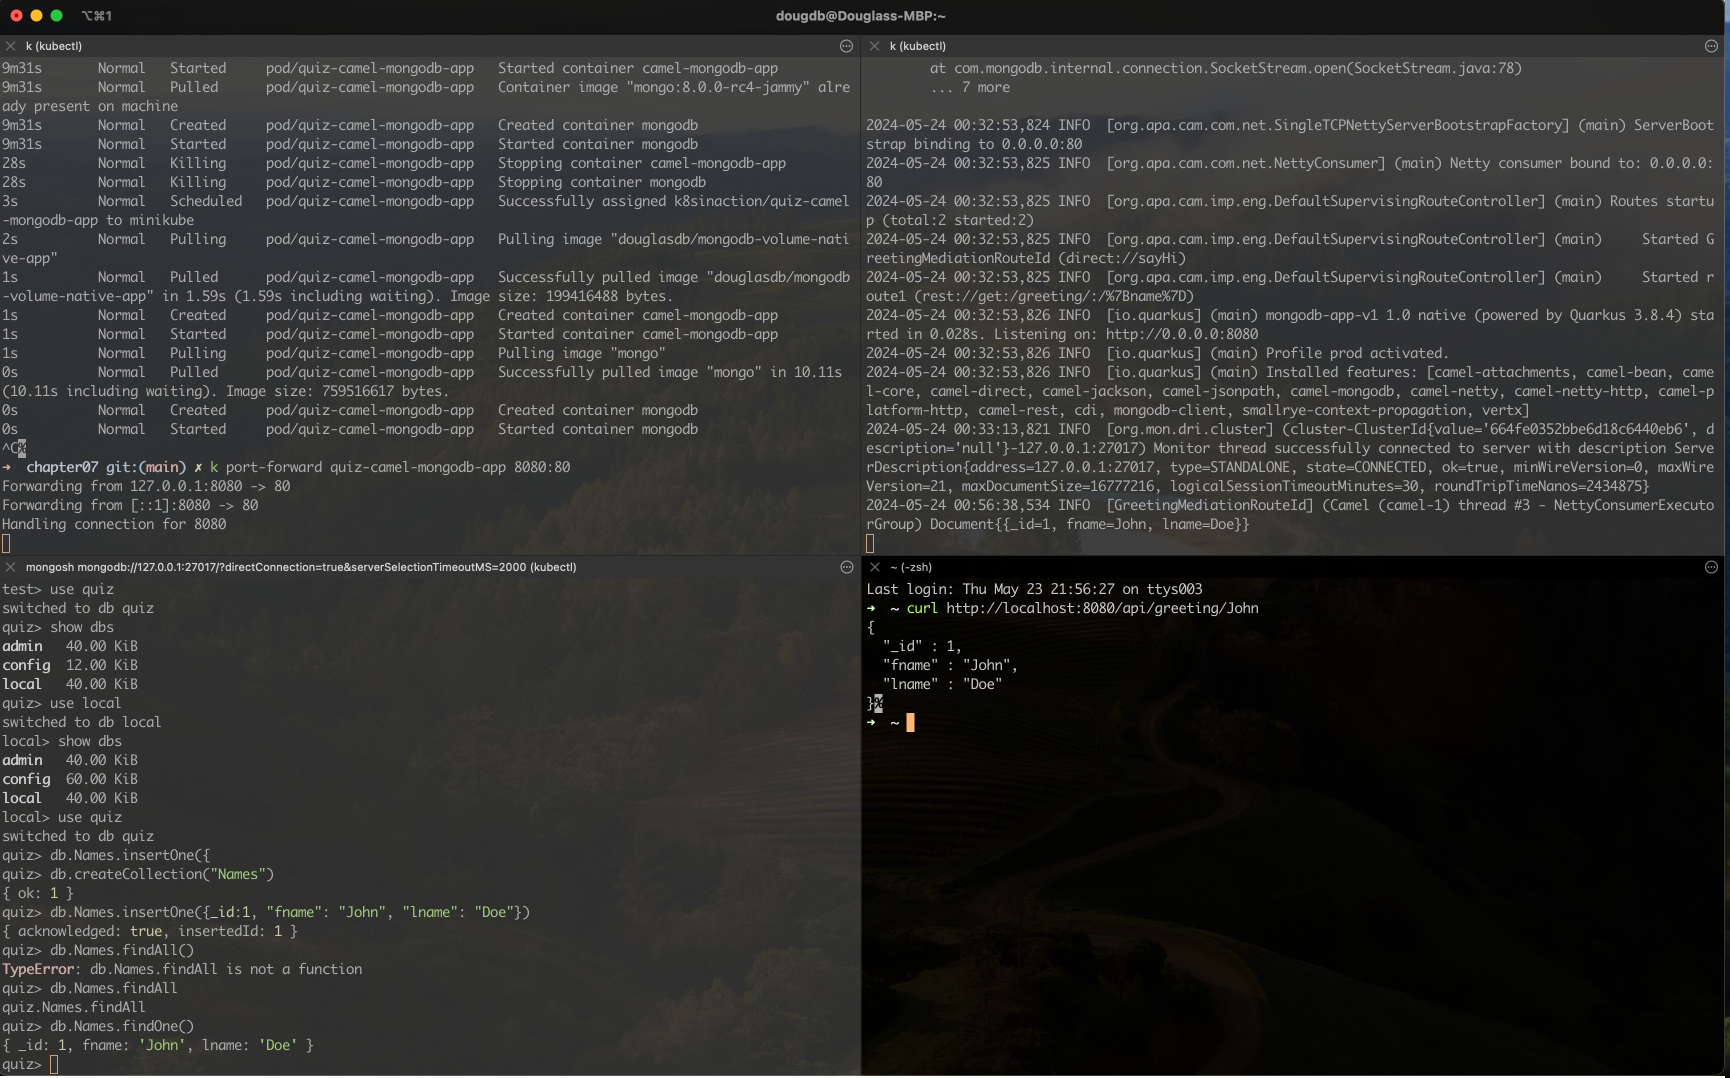 ⌥⌘1
dougdb@Douglass-MBP:~
k (kubectl)
9m31s       Normal   Started     pod/quiz-camel-mongodb-app   Started container camel-mongodb-app
9m31s       Normal   Pulled      pod/quiz-camel-mongodb-app   Container image "mongo:8.0.0-rc4-jammy" alre
ady present on machine
9m31s       Normal   Created     pod/quiz-camel-mongodb-app   Created container mongodb
9m31s       Normal   Started     pod/quiz-camel-mongodb-app   Started container mongodb
28s         Normal   Killing     pod/quiz-camel-mongodb-app   Stopping container camel-mongodb-app
28s         Normal   Killing     pod/quiz-camel-mongodb-app   Stopping container mongodb
3s          Normal   Scheduled   pod/quiz-camel-mongodb-app   Successfully assigned k8sinaction/quiz-camel
-mongodb-app to minikube
2s          Normal   Pulling     pod/quiz-camel-mongodb-app   Pulling image "douglasdb/mongodb-volume-nati
ve-app"
1s          Normal   Pulled      pod/quiz-camel-mongodb-app   Successfully pulled image "douglasdb/mongodb
-volume-native-app" in 1.59s (1.59s including waiting). Image size: 199416488 bytes.
1s          Normal   Created     pod/quiz-camel-mongodb-app   Created container camel-mongodb-app
1s          Normal   Started     pod/quiz-camel-mongodb-app   Started container camel-mongodb-app
1s          Normal   Pulling     pod/quiz-camel-mongodb-app   Pulling image "mongo"
0s          Normal   Pulled      pod/quiz-camel-mongodb-app   Successfully pulled image "mongo" in 10.11s
(10.11s including waiting). Image size: 759516617 bytes.
0s          Normal   Created     pod/quiz-camel-mongodb-app   Created container mongodb
0s          Normal   Started     pod/quiz-camel-mongodb-app   Started container mongodb
^C%
➜  chapter07 git:(main) ✗ k port-forward quiz-camel-mongodb-app 8080:80
Forwarding from 127.0.0.1:8080 -> 80
Forwarding from [::1]:8080 -> 80
Handling connection for 8080
k (kubectl)
at com.mongodb.internal.connection.SocketStream.open(SocketStream.java:78)
... 7 more
2024-05-24 00:32:53,824 INFO  [org.apa.cam.com.net.SingleTCPNettyServerBootstrapFactory] (main) ServerBoot
strap binding to 0.0.0.0:80
2024-05-24 00:32:53,825 INFO  [org.apa.cam.com.net.NettyConsumer] (main) Netty consumer bound to: 0.0.0.0:
80
2024-05-24 00:32:53,825 INFO  [org.apa.cam.imp.eng.DefaultSupervisingRouteController] (main) Routes startu
p (total:2 started:2)
2024-05-24 00:32:53,825 INFO  [org.apa.cam.imp.eng.DefaultSupervisingRouteController] (main)     Started G
reetingMediationRouteId (direct://sayHi)
2024-05-24 00:32:53,825 INFO  [org.apa.cam.imp.eng.DefaultSupervisingRouteController] (main)     Started r
oute1 (rest://get:/greeting/:/%7Bname%7D)
2024-05-24 00:32:53,826 INFO  [io.quarkus] (main) mongodb-app-v1 1.0 native (powered by Quarkus 3.8.4) sta
rted in 0.028s. Listening on: http://0.0.0.0:8080
2024-05-24 00:32:53,826 INFO  [io.quarkus] (main) Profile prod activated.
2024-05-24 00:32:53,826 INFO  [io.quarkus] (main) Installed features: [camel-attachments, camel-bean, came
l-core, camel-direct, camel-jackson, camel-jsonpath, camel-mongodb, camel-netty, camel-netty-http, camel-p
latform-http, camel-rest, cdi, mongodb-client, smallrye-context-propagation, vertx]
2024-05-24 00:33:13,821 INFO  [org.mon.dri.cluster] (cluster-ClusterId{value='664fe0352bbe6d18c6440eb6', d
escription='null'}-127.0.0.1:27017) Monitor thread successfully connected to server with description Serve
rDescription{address=127.0.0.1:27017, type=STANDALONE, state=CONNECTED, ok=true, minWireVersion=0, maxWire
Version=21, maxDocumentSize=16777216, logicalSessionTimeoutMinutes=30, roundTripTimeNanos=2434875}
2024-05-24 00:56:38,534 INFO  [GreetingMediationRouteId] (Camel (camel-1) thread #3 - NettyConsumerExecuto
rGroup) Document{{_id=1, fname=John, lname=Doe}}
mongosh mongodb://127.0.0.1:27017/?directConnection=true&serverSelectionTimeoutMS=2000 (kubectl)
test> use quiz
switched to db quiz
quiz> show dbs
admin   40.00 KiB
config  12.00 KiB
local   40.00 KiB
quiz> use local
switched to db local
local> show dbs
admin   40.00 KiB
config  60.00 KiB
local   40.00 KiB
local> use quiz
switched to db quiz
quiz> db.Names.insertOne({
quiz> db.createCollection("Names")
{ ok: 1 }
quiz> db.Names.insertOne({_id:1, "fname": "John", "lname": "Doe"})
{ acknowledged: true, insertedId: 1 }
quiz> db.Names.findAll()
TypeError: db.Names.findAll is not a function
quiz> db.Names.findAll
quiz.Names.findAll
quiz> db.Names.findOne()
{ _id: 1, fname: 'John', lname: 'Doe' }
quiz>
~ (-zsh)
Last login: Thu May 23 21:56:27 on ttys003
➜  ~ curl http://localhost:8080/api/greeting/John
{
  "_id" : 1,
  "fname" : "John",
  "lname" : "Doe"
}%
➜  ~